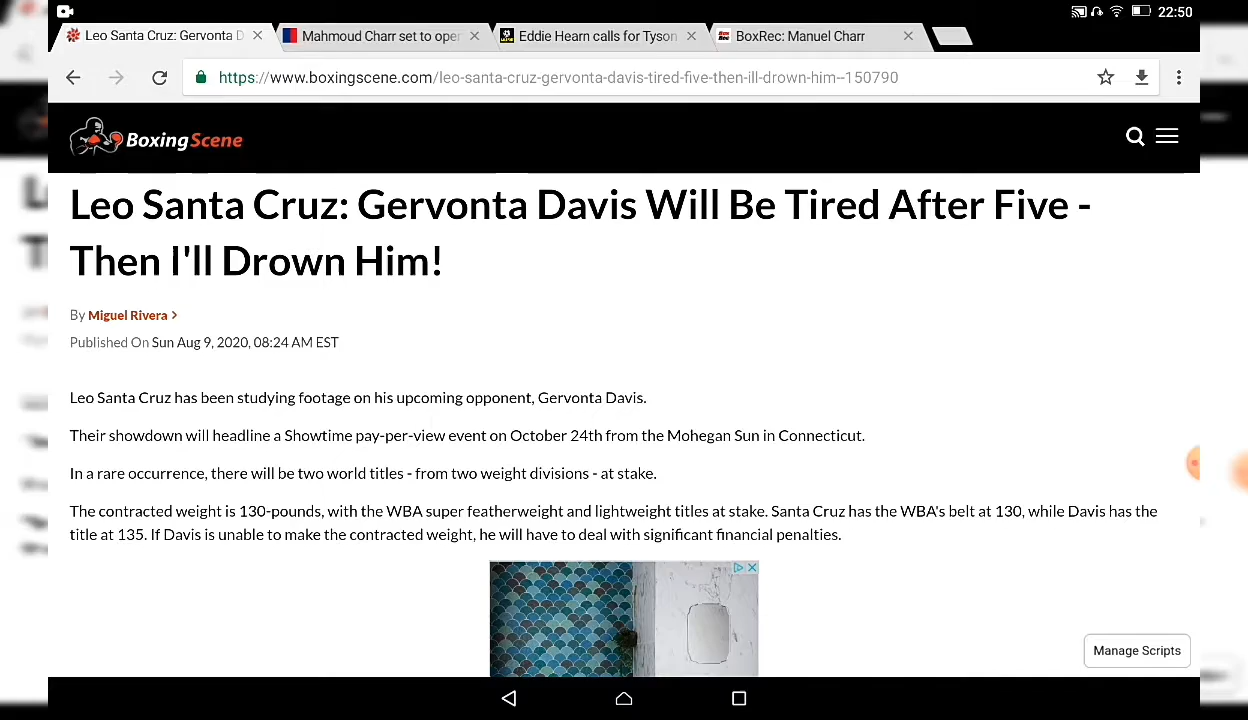 22:50
Leo Santa Cruz: Gervonta D
Mahmoud Charr set to oper
Eddie Hearn calls for Tyson
BoxRec: Manuel Charr
https://www.boxingscene.com/leo-santa-cruz-gervonta-davis-tired-five-then-ill-drown-him--150790
BoxingScene
Leo Santa Cruz: Gervonta Davis Will Be Tired After Five -
Then I'll Drown Him!
By Miguel Rivera >
Published On Sun Aug 9, 2020, 08:24 AM EST
Leo Santa Cruz has been studying footage on his upcoming opponent, Gervonta Davis.
Their showdown will headline a Showtime pay-per-view event on October 24th from the Mohegan Sun in Connecticut.
In a rare occurrence, there will be two world titles - from two weight divisions - at stake.
The contracted weight is 130-pounds, with the WBA super featherweight and lightweight titles at stake. Santa Cruz has the WBA's belt at 130, while Davis has the
title at 135. If Davis is unable to make the contracted weight, he will have to deal with significant financial penalties.
Manage Scripts